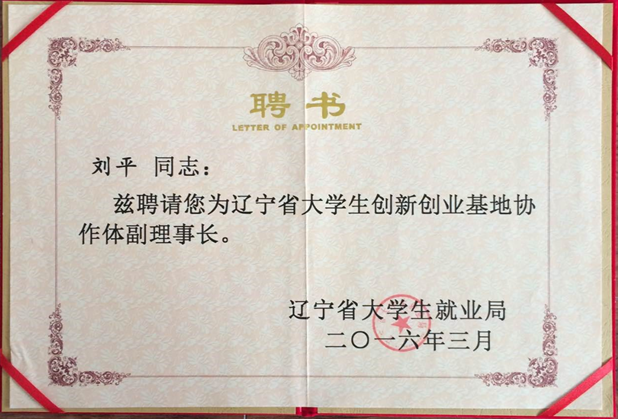 聘书
LETTER OF APPOINTMENT
刘平 同志：
兹聘请您为辽宁省大学生创新创业基地协
作体副理事长。
辽宁省大学生就业局
二〇一六年三月